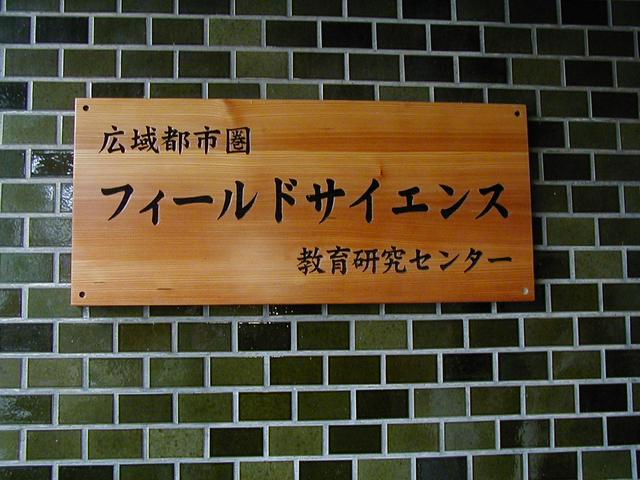 広域都市圏
フィールドサイエンス
教育研究センター